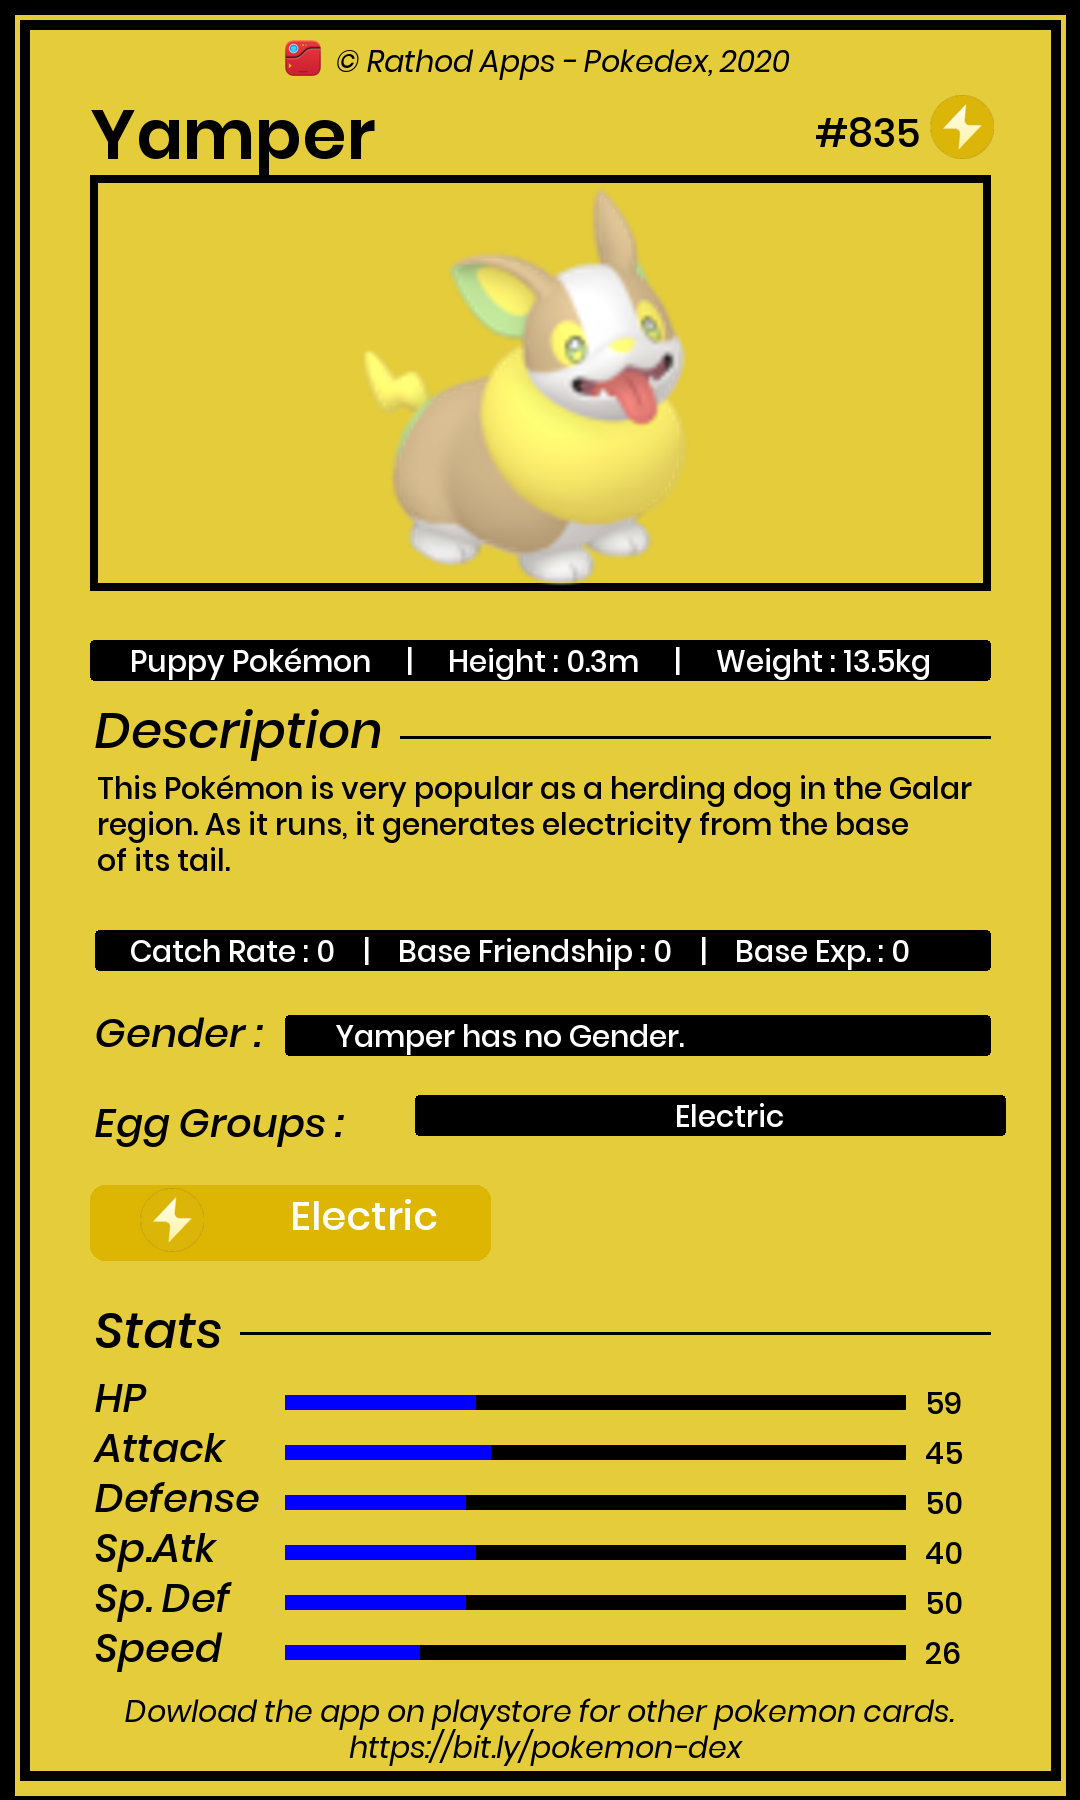 © Rathod Apps - Pokedex, 2020
Yamper
#835
Puppy Pokémon | Height : 0.3m | Weight : 13.5kg
Description
This Pokémon is very popular as a herding dog in the Galar
region. As it runs, it generates electricity from the base
of its tail.
Catch Rate : 0 | Base Friendship : 0 | Base Exp. : 0
Gender : Yamper has no Gender.
Egg Groups : Electric
Electric
Stats
HP 59
Attack 45
Defense 50
Sp.Atk 40
Sp. Def 50
Speed 26
Dowload the app on playstore for other pokemon cards.
https://bit.ly/pokemon-dex